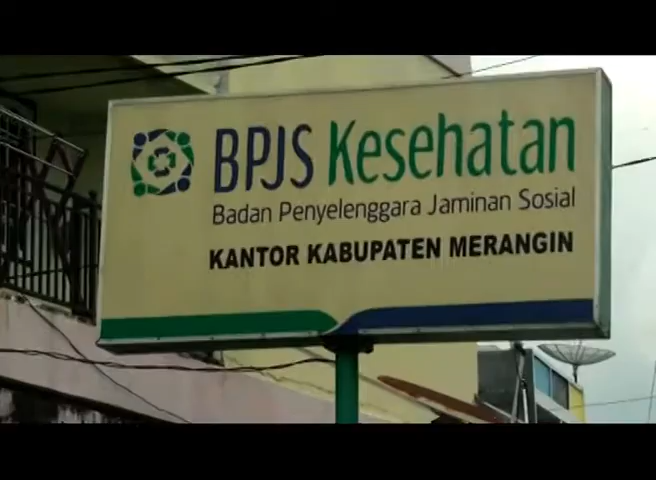 BPJS Kesehatan
Badan Penyelenggara Jaminan Sosial
KANTOR KABUPATEN MERANGIN